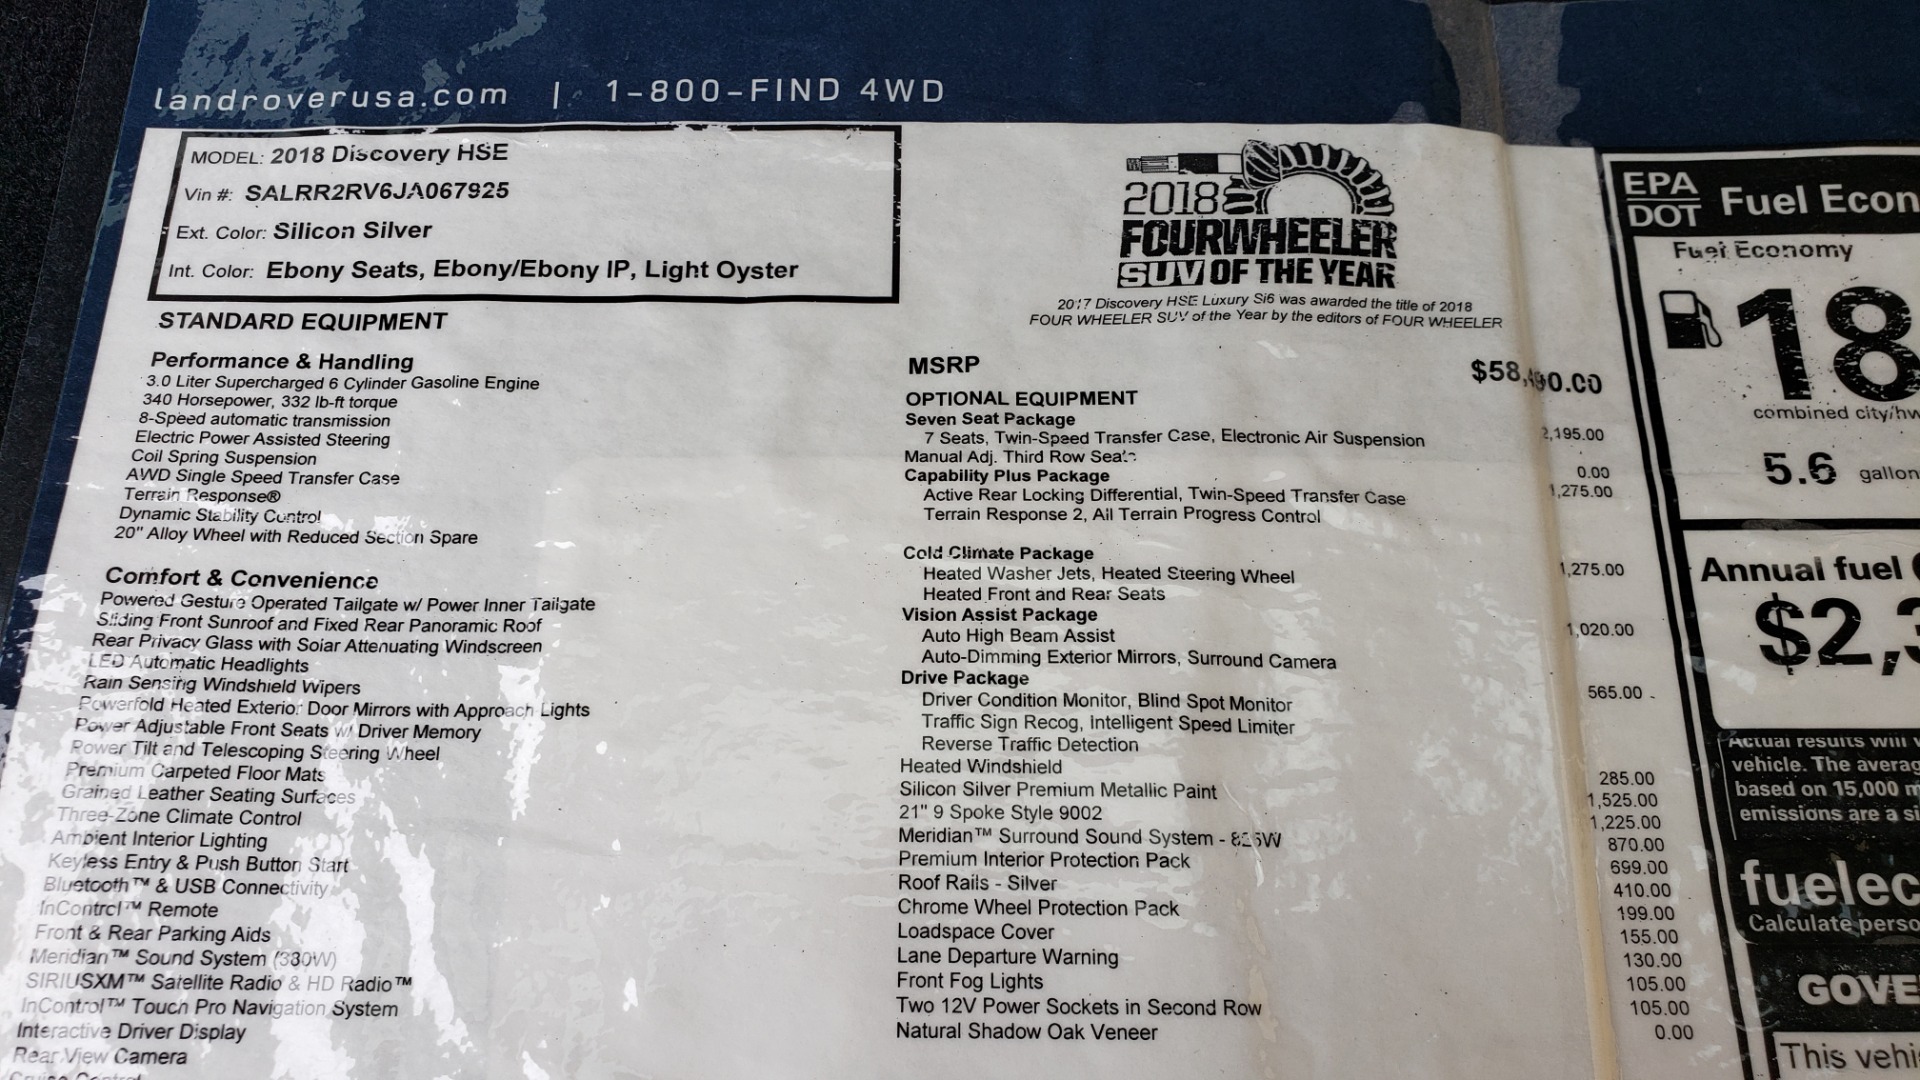 landroverusa.com | 1-800-FIND 4WD
MODEL: 2018 Discovery HSE
Vin #: SALRR2RV6JA067925
Ext. Color: Silicon Silver
Int. Color: Ebony Seats, Ebony/Ebony IP, Light Oyster
STANDARD EQUIPMENT
Performance & Handling
3.0 Liter Supercharged 6 Cylinder Gasoline Engine
340 Horsepower, 332 lb-ft torque
8-Speed automatic transmission
Electric Power Assisted Steering
Coil Spring Suspension
AWD Single Speed Transfer Case
Terrain Response®
Dynamic Stability Control
20" Alloy Wheel with Reduced Section Spare
Comfort & Convenience
Powered Gesture Operated Tailgate w/ Power Inner Tailgate
Sliding Front Sunroof and Fixed Rear Panoramic Roof
Rear Privacy Glass with Solar Attenuating Windscreen
LED Automatic Headlights
Rain Sensing Windshield Wipers
Powerfold Heated Exterior Door Mirrors with Approach Lights
Power Adjustable Front Seats w/ Driver Memory
Power Tilt and Telescoping Steering Wheel
Premium Carpeted Floor Mats
Grained Leather Seating Surfaces
Three-Zone Climate Control
Ambient Interior Lighting
Keyless Entry & Push Button Start
Bluetooth™ & USB Connectivity
InControl™ Remote
Front & Rear Parking Aids
Meridian™ Sound System (380W)
SIRIUSXM™ Satellite Radio & HD Radio™
InControl™ Touch Pro Navigation System
Interactive Driver Display
Rear View Camera
Cruise Control
2018
FOURWHEELER
SUV OF THE YEAR
2017 Discovery HSE Luxury Si6 was awarded the title of 2018
FOUR WHEELER SUV of the Year by the editors of FOUR WHEELER
MSRP
OPTIONAL EQUIPMENT
Seven Seat Package
7 Seats, Twin-Speed Transfer Case, Electronic Air Suspension 2,195.00
Manual Adj. Third Row Seats 0.00
Capability Plus Package 1,275.00
Active Rear Locking Differential, Twin-Speed Transfer Case
Terrain Response 2, All Terrain Progress Control
Cold Climate Package 1,275.00
Heated Washer Jets, Heated Steering Wheel
Heated Front and Rear Seats
Vision Assist Package 1,020.00
Auto High Beam Assist
Auto-Dimming Exterior Mirrors, Surround Camera
Drive Package 565.00
Driver Condition Monitor, Blind Spot Monitor
Traffic Sign Recog, Intelligent Speed Limiter
Reverse Traffic Detection
Heated Windshield 285.00
Silicon Silver Premium Metallic Paint 1,525.00
21" 9 Spoke Style 9002 1,225.00
Meridian™ Surround Sound System - 825W 870.00
Premium Interior Protection Pack 699.00
Roof Rails - Silver 410.00
Chrome Wheel Protection Pack 199.00
Loadspace Cover 155.00
Lane Departure Warning 130.00
Front Fog Lights 105.00
Two 12V Power Sockets in Second Row 105.00
Natural Shadow Oak Veneer 0.00
EPA
DOT
Fuel Econ
Fuel Economy
18
combined city/hw
5.6 gallon
Annual fuel
$2,3
Actual results will v
vehicle. The averag
based on 15,000 m
emissions are a si
fuelec
Calculate perso
GOVE
This vehi